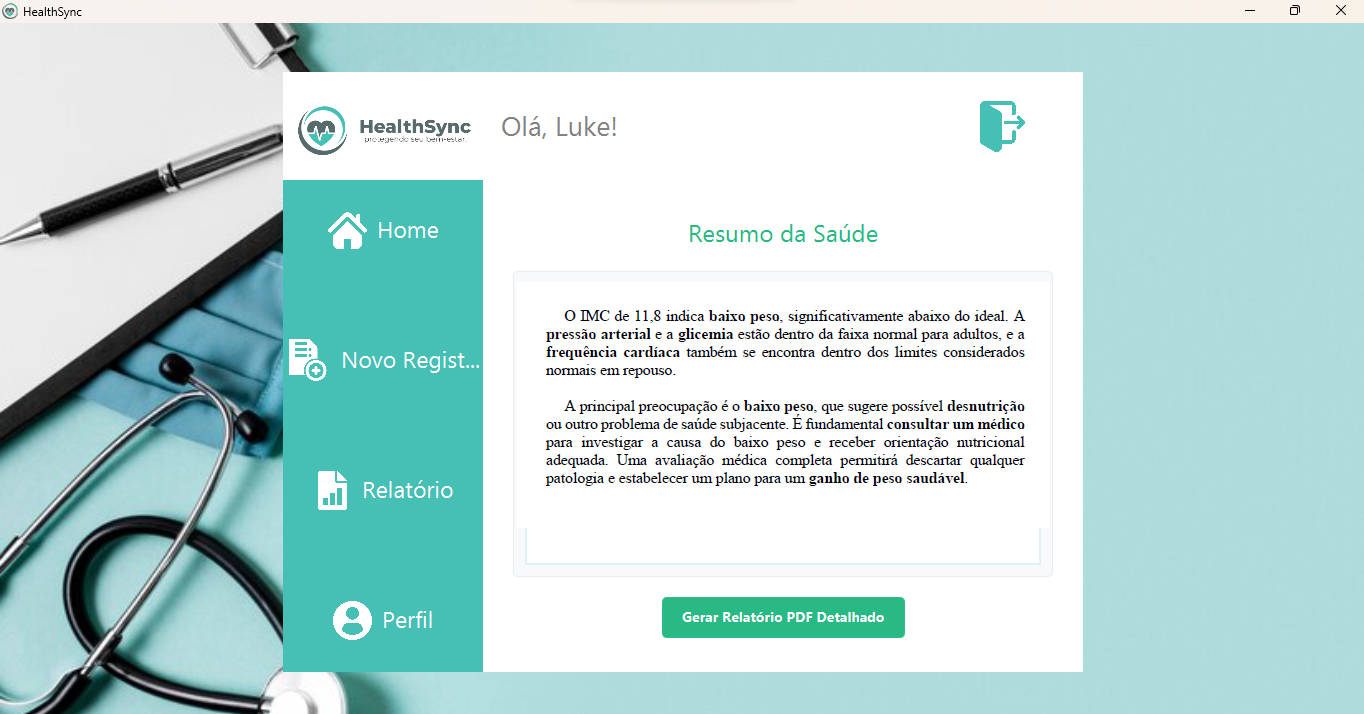 HealthSync
HealthSync
protegendo seu bem-estar.
Olá, Luke!
Home
Novo Regist...
Relatório
Perfil
Resumo da Saúde
O IMC de 11,8 indica baixo peso, significativamente abaixo do ideal. A
pressão arterial e a glicemia estão dentro da faixa normal para adultos, e a
frequência cardíaca também se encontra dentro dos limites considerados
normais em repouso.
A principal preocupação é o baixo peso, que sugere possível desnutrição
ou outro problema de saúde subjacente. É fundamental consultar um médico
para investigar a causa do baixo peso e receber orientação nutricional
adequada. Uma avaliação médica completa permitirá descartar qualquer
patologia e estabelecer um plano para um ganho de peso saudável.
Gerar Relatório PDF Detalhado